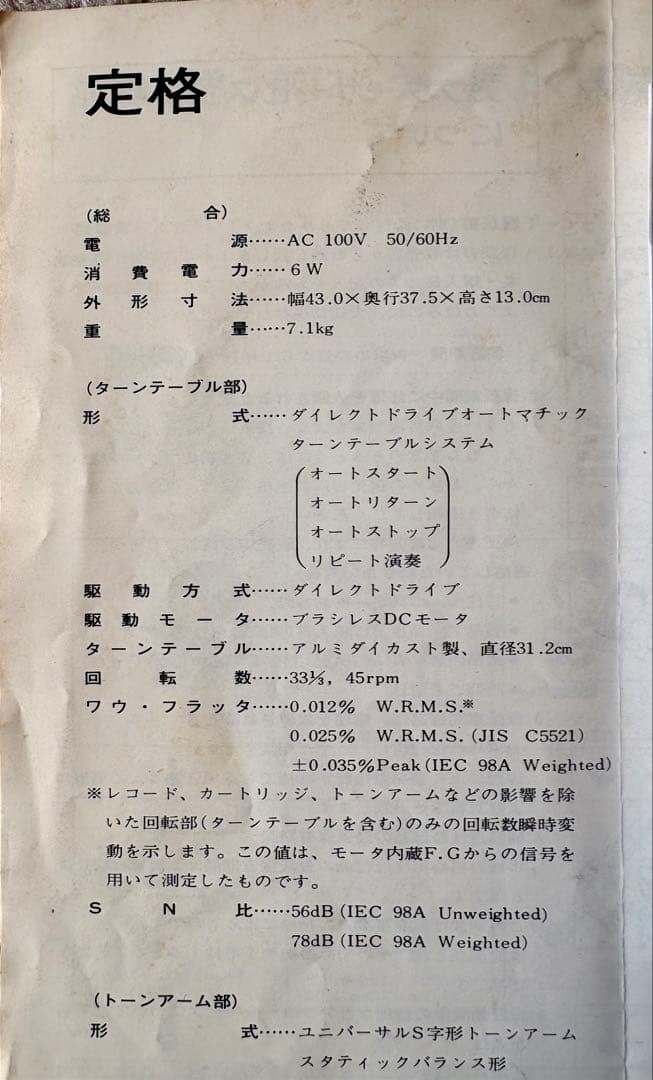 定格
(総合)
電源……AC 100V 50/60Hz
消費電力……6W
外形寸法……幅43.0×奥行37.5×高さ13.0cm
重量……7.1kg
(ターンテーブル部)
形式……ダイレクトドライブオートマチック
ターンテーブルシステム
(オートスタート
オートリターン
オートストップ
リピート演奏)
駆動方式……ダイレクトドライブ
駆動モータ……ブラシレスDCモータ
ターンテーブル……アルミダイカスト製、直径31.2cm
回転数……33⅓, 45rpm
ワウ・フラッタ……0.012% W.R.M.S.※
0.025% W.R.M.S. (JIS C5521)
±0.035%Peak (IEC 98A Weighted)
※レコード、カートリッジ、トーンアームなどの影響を除
いた回転部(ターンテーブルを含む)のみの回転数瞬時変
動を示します。この値は、モータ内蔵F.Gからの信号を
用いて測定したものです。
SN比……56dB (IEC 98A Unweighted)
78dB (IEC 98A Weighted)
(トーンアーム部)
形式……ユニバーサルS字形トーンアーム
スタティックバランス形